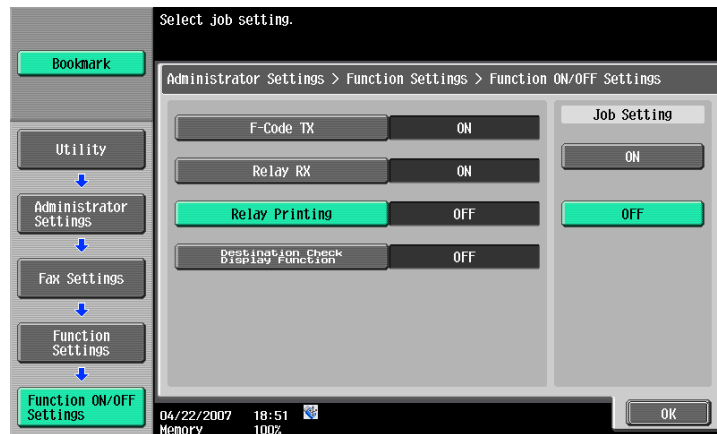 Select job setting.
Bookmark
Administrator Settings > Function Settings > Function ON/OFF Settings
Utility
Administrator
Settings
Fax Settings
Function
Settings
Function ON/OFF
Settings
F-Code TX ON
Relay RX ON
Relay Printing OFF
Destination Check
Display Function OFF
Job Setting
ON
OFF
04/22/2007 18:51
Memory 100%
OK